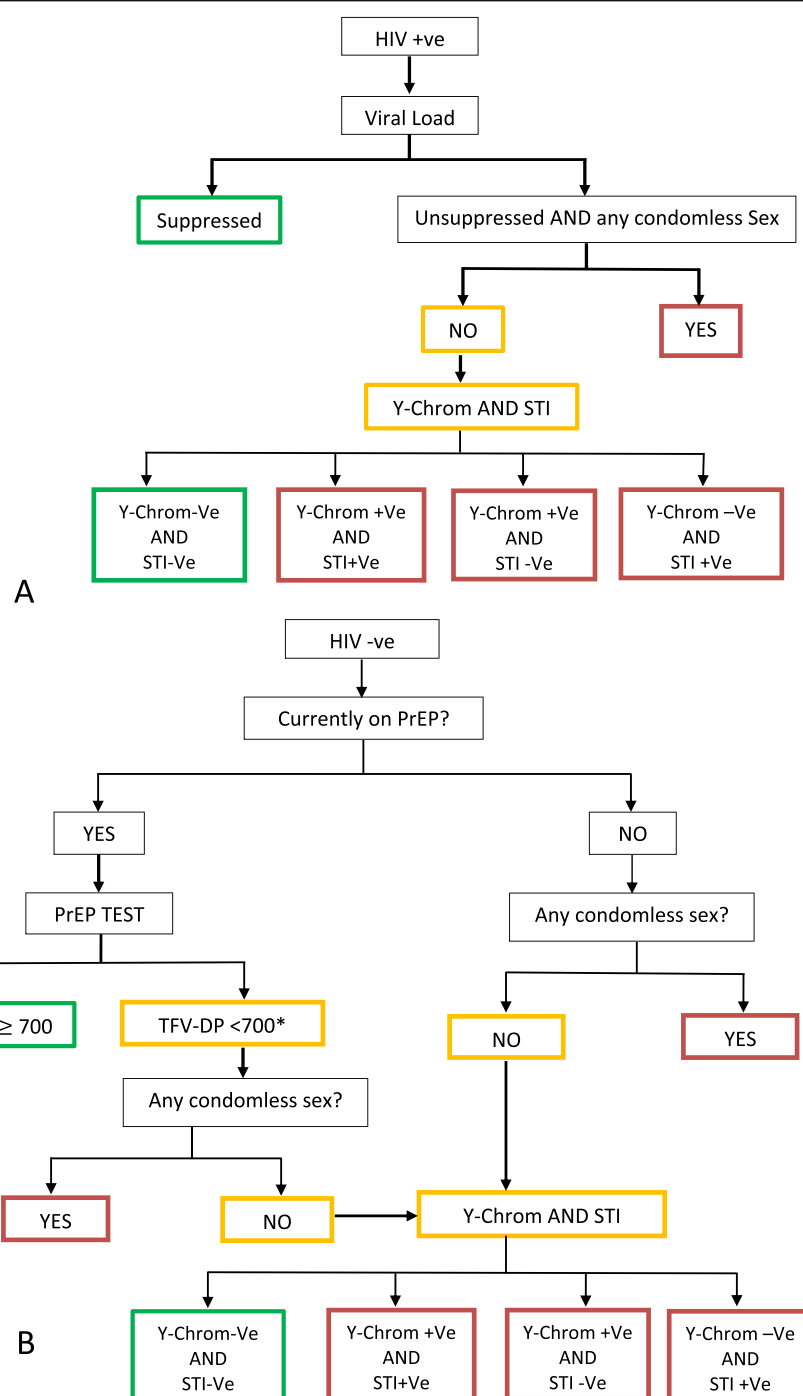 HIV +ve
Viral Load
Suppressed
Unsuppressed AND any condomless Sex
NO
YES
Y-Chrom AND STI
Y-Chrom-Ve
AND
STI-Ve
Y-Chrom +Ve
AND
STI+Ve
Y-Chrom +Ve
AND
STI -Ve
Y-Chrom –Ve
AND
STI +Ve
A
HIV -ve
Currently on PrEP?
YES
NO
PrEP TEST
Any condomless sex?
≥ 700
TFV-DP <700*
NO
YES
Any condomless sex?
YES
NO
Y-Chrom AND STI
Y-Chrom-Ve
AND
STI-Ve
Y-Chrom +Ve
AND
STI+Ve
Y-Chrom +Ve
AND
STI -Ve
Y-Chrom –Ve
AND
STI +Ve
B